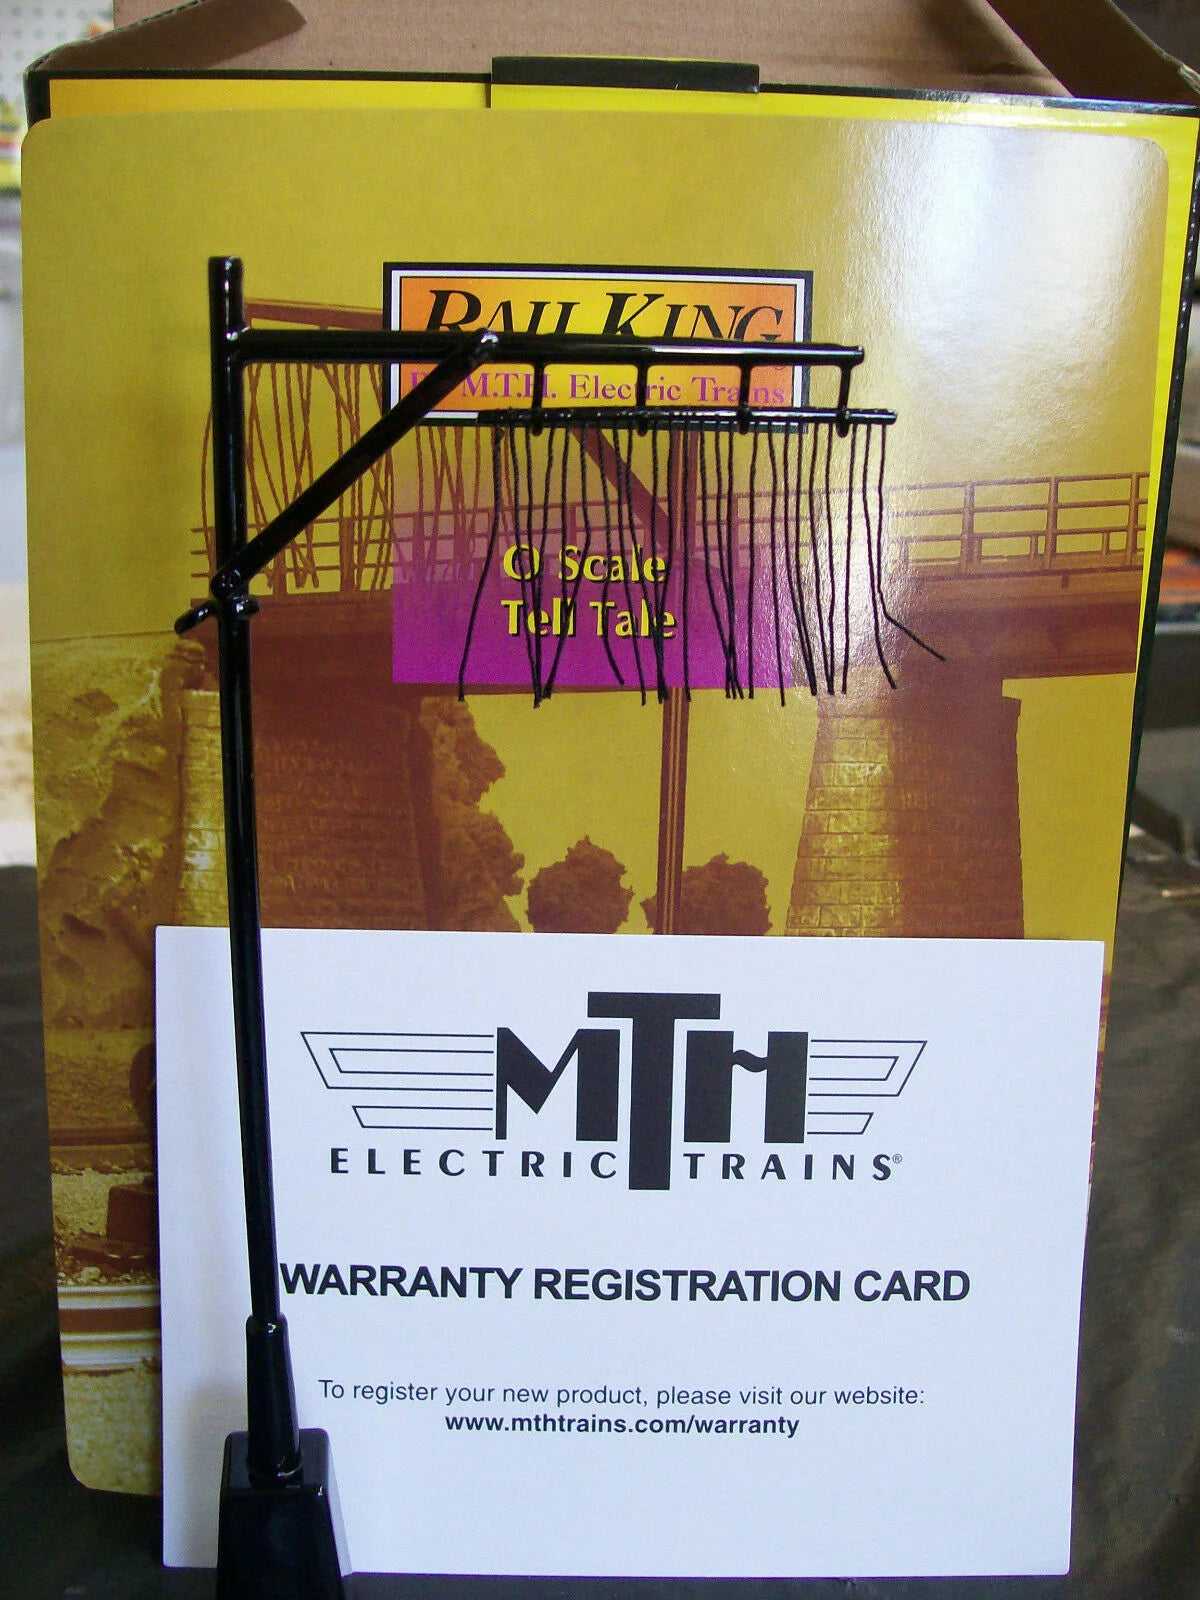 RAIL KING
By M.T.H. Electric Trains
O Scale
Tell Tale
MTH
ELECTRIC TRAINS®
WARRANTY REGISTRATION CARD
To register your new product, please visit our website:
www.mthtrains.com/warranty